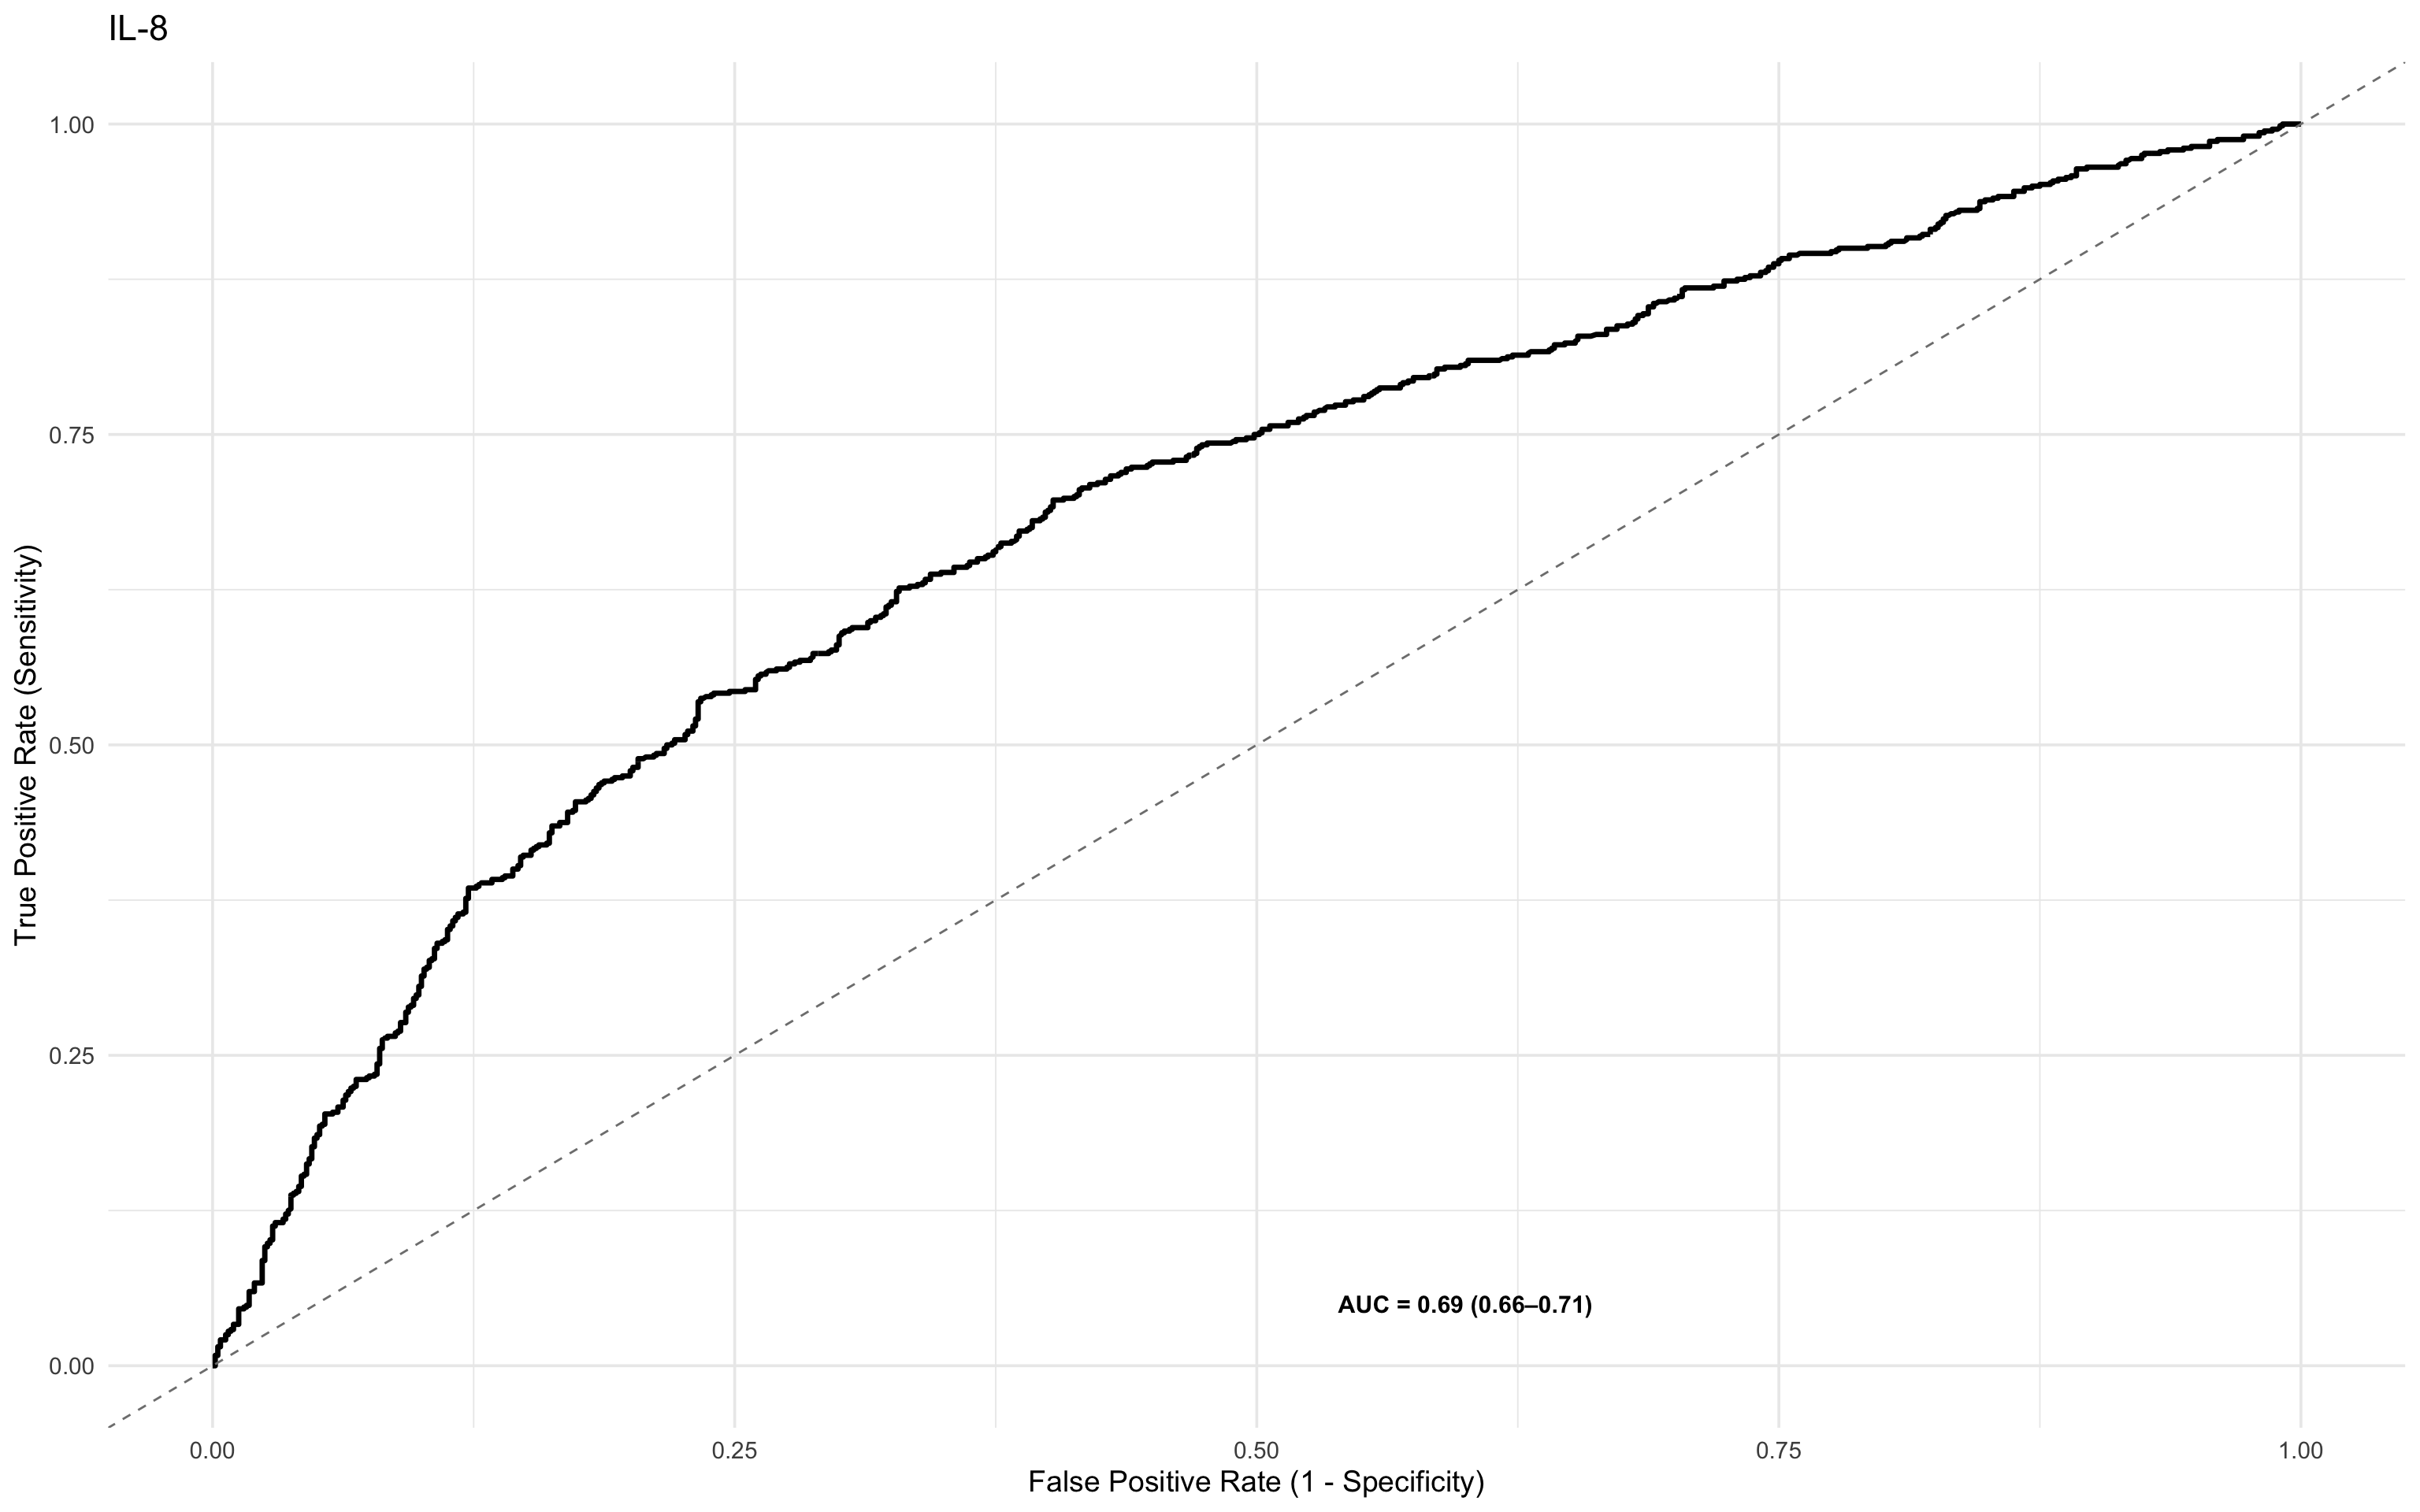 IL-8
1.00
0.75
0.50
0.25
0.00
True Positive Rate (Sensitivity)
AUC = 0.69 (0.66–0.71)
0.00
0.25
0.50
0.75
1.00
False Positive Rate (1 - Specificity)